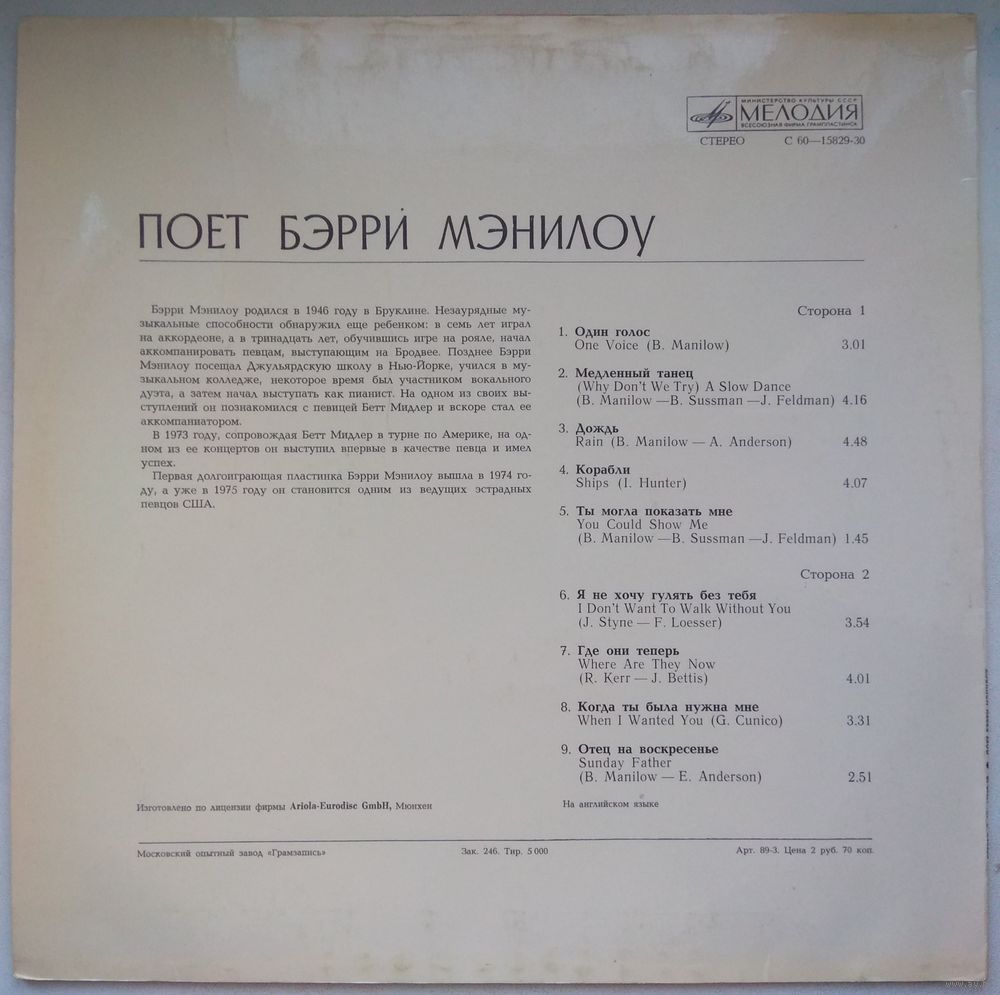 МИНИСТЕРСТВО КУЛЬТУРЫ СССР
МЕЛОДИЯ
ВСЕСОЮЗНАЯ ФИРМА ГРАМПЛАСТИНОК
СТЕРЕО С 60—15829-30
ПОЕТ БЭРРИ МЭНИЛОУ
Бэрри Мэнилоу родился в 1946 году в Бруклине. Незаурядные му-
зыкальные способности обнаружил еще ребенком: в семь лет играл
на аккордеоне, а в тринадцать лет, обучившись игре на рояле, начал
аккомпанировать певцам, выступающим на Бродвее. Позднее Бэрри
Мэнилоу посещал Джульярдскую школу в Нью-Йорке, учился в му-
зыкальном колледже, некоторое время был участником вокального
дуэта, а затем начал выступать как пианист. На одном из своих вы-
ступлений он познакомился с певицей Бетт Мидлер и вскоре стал ее
аккомпаниатором.
В 1973 году, сопровождая Бетт Мидлер в турне по Америке, на од-
ном из ее концертов он выступил впервые в качестве певца и имел
успех.
Первая долгоиграющая пластинка Бэрри Мэнилоу вышла в 1974 го-
ду, а уже в 1975 году он становится одним из ведущих эстрадных
певцов США.
Сторона 1
1. Один голос
One Voice (B. Manilow) 3.01
2. Медленный танец
(Why Don't We Try) A Slow Dance
(B. Manilow —B. Sussman —J. Feldman) 4.16
3. Дождь
Rain (B. Manilow — A. Anderson) 4.48
4. Корабли
Ships (I. Hunter) 4.07
5. Ты могла показать мне
You Could Show Me
(B. Manilow —B. Sussman —J. Feldman) 1.45
Сторона 2
6. Я не хочу гулять без тебя
I Don't Want To Walk Without You
(J. Styne — F. Loesser) 3.54
7. Где они теперь
Where Are They Now
(R. Kerr — J. Bettis) 4.01
8. Когда ты была нужна мне
When I Wanted You (G. Cunico) 3.31
9. Отец на воскресенье
Sunday Father
(B. Manilow — E. Anderson) 2.51
Изготовлено по лицензии фирмы Ariola-Eurodisc GmbH, Мюнхен
На английском языке
Московский опытный завод «Грамзапись» Зак. 246. Тир. 5 000 Арт. 89-3. Цена 2 руб. 70 коп.